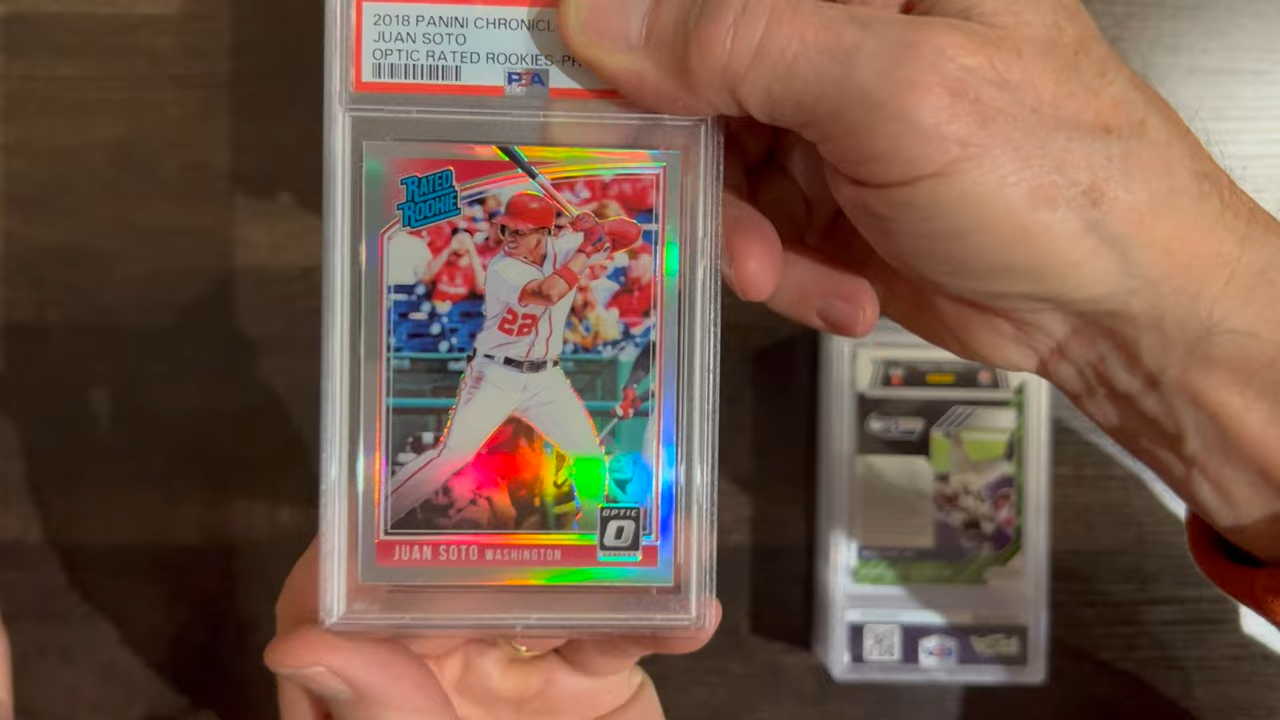 2018 PANINI CHRONICL
JUAN SOTO
OPTIC RATED ROOKIES-PR
PSA
RATED
ROOKIE
22
OPTIC
O
JUAN SOTO WASHINGTON